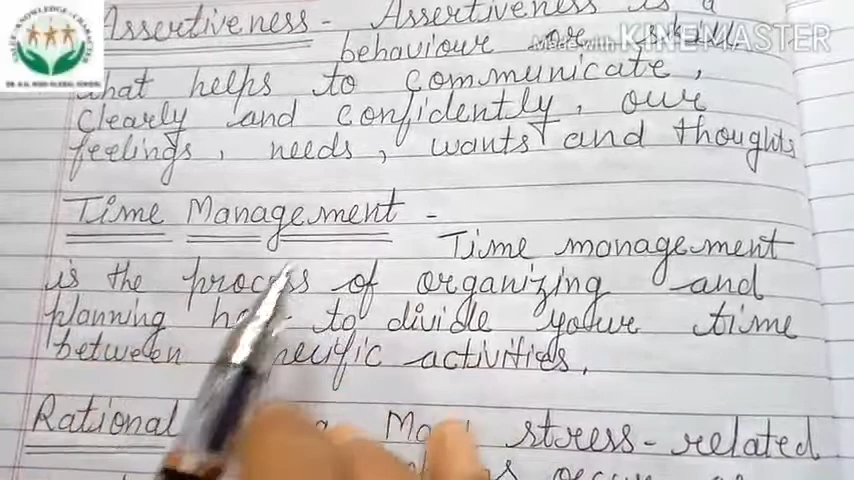 Assertiveness - Assertiveness is a
behaviour or skill
Made with KINEMASTER
that helps to communicate,
clearly and confidently, our
feelings, needs, wants and thoughts
Time Management -
Time management
is the process of organizing and
planning to divide your time
between specific activities.
Rational Most stress-related
occur